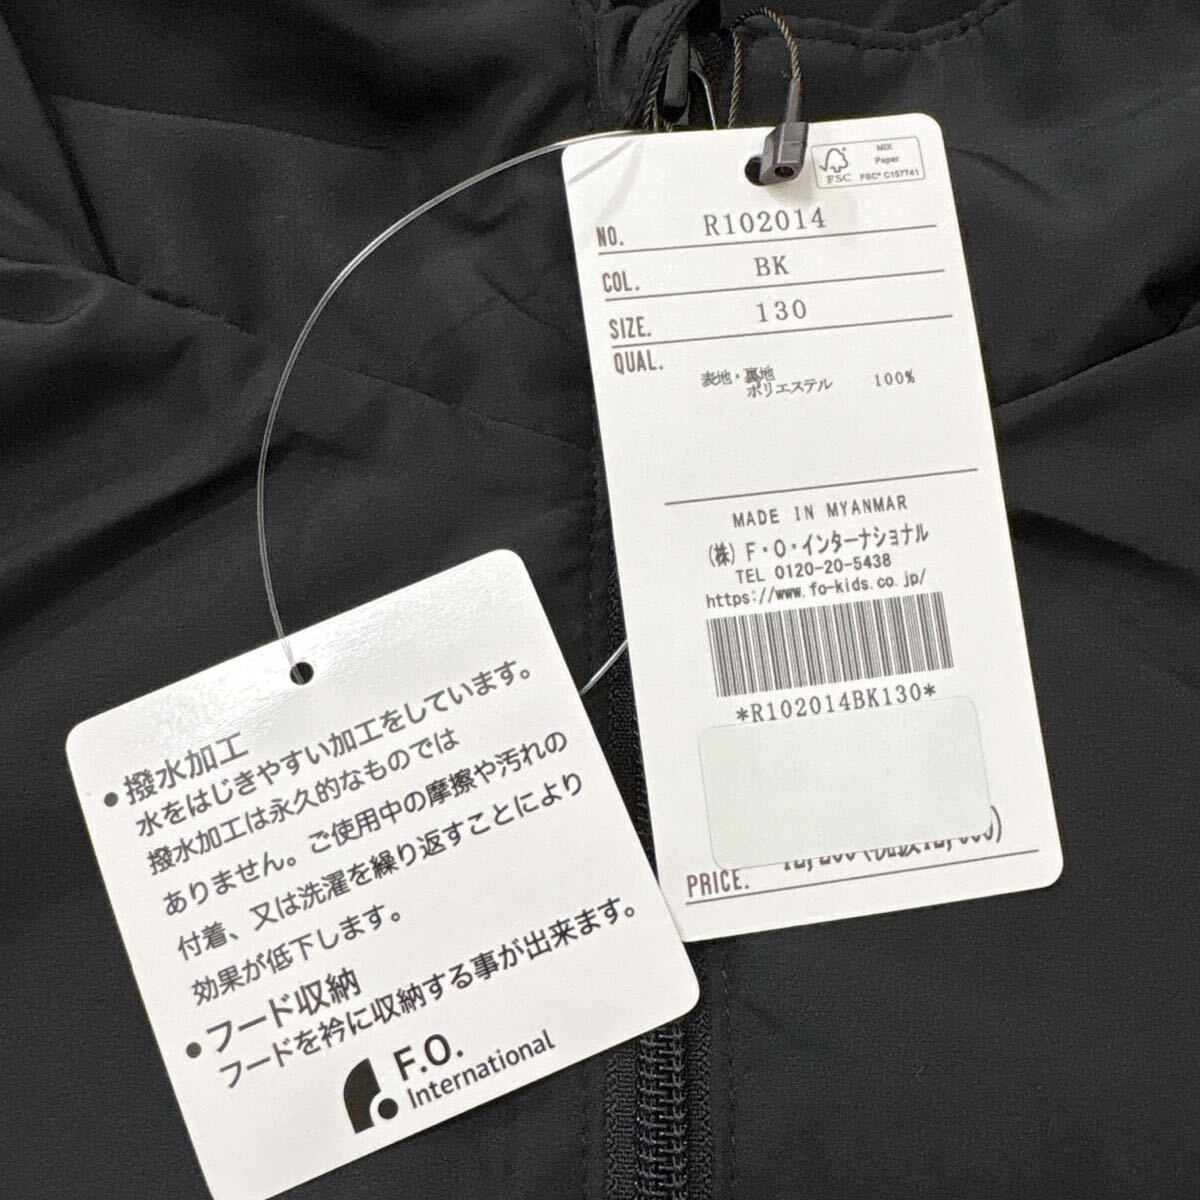 FSC
MIX
Paper
FSC® C157741
NO. R102014
COL. BK
SIZE. 130
QUAL.
表地・裏地
ポリエステル 100%
MADE IN MYANMAR
(株) F・O・インターナショナル
TEL 0120-20-5438
https://www.fo-kids.co.jp/
*R102014BK130*
PRICE.
・撥水加工
水をはじきやすい加工をしています。
撥水加工は永久的なものでは
ありません。ご使用中の摩擦や汚れの
付着、又は洗濯を繰り返すことにより
効果が低下します。
・フード収納
フードを衿に収納する事が出来ます。
F.O.
International